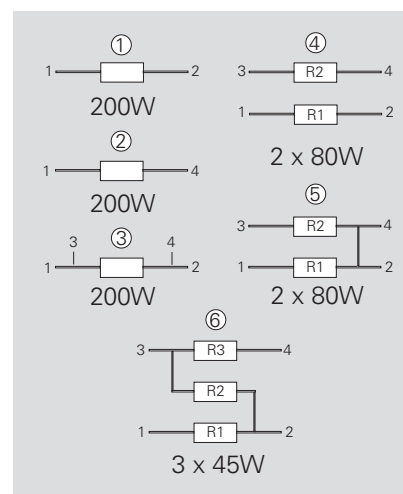 ①
1 2
200W
②
1 4
200W
③
3 4
1 2
200W
④
3 R2 4
1 R1 2
2 x 80W
⑤
3 R2 4
1 R1 2
2 x 80W
⑥
3 R3 4
R2
1 R1 2
3 x 45W